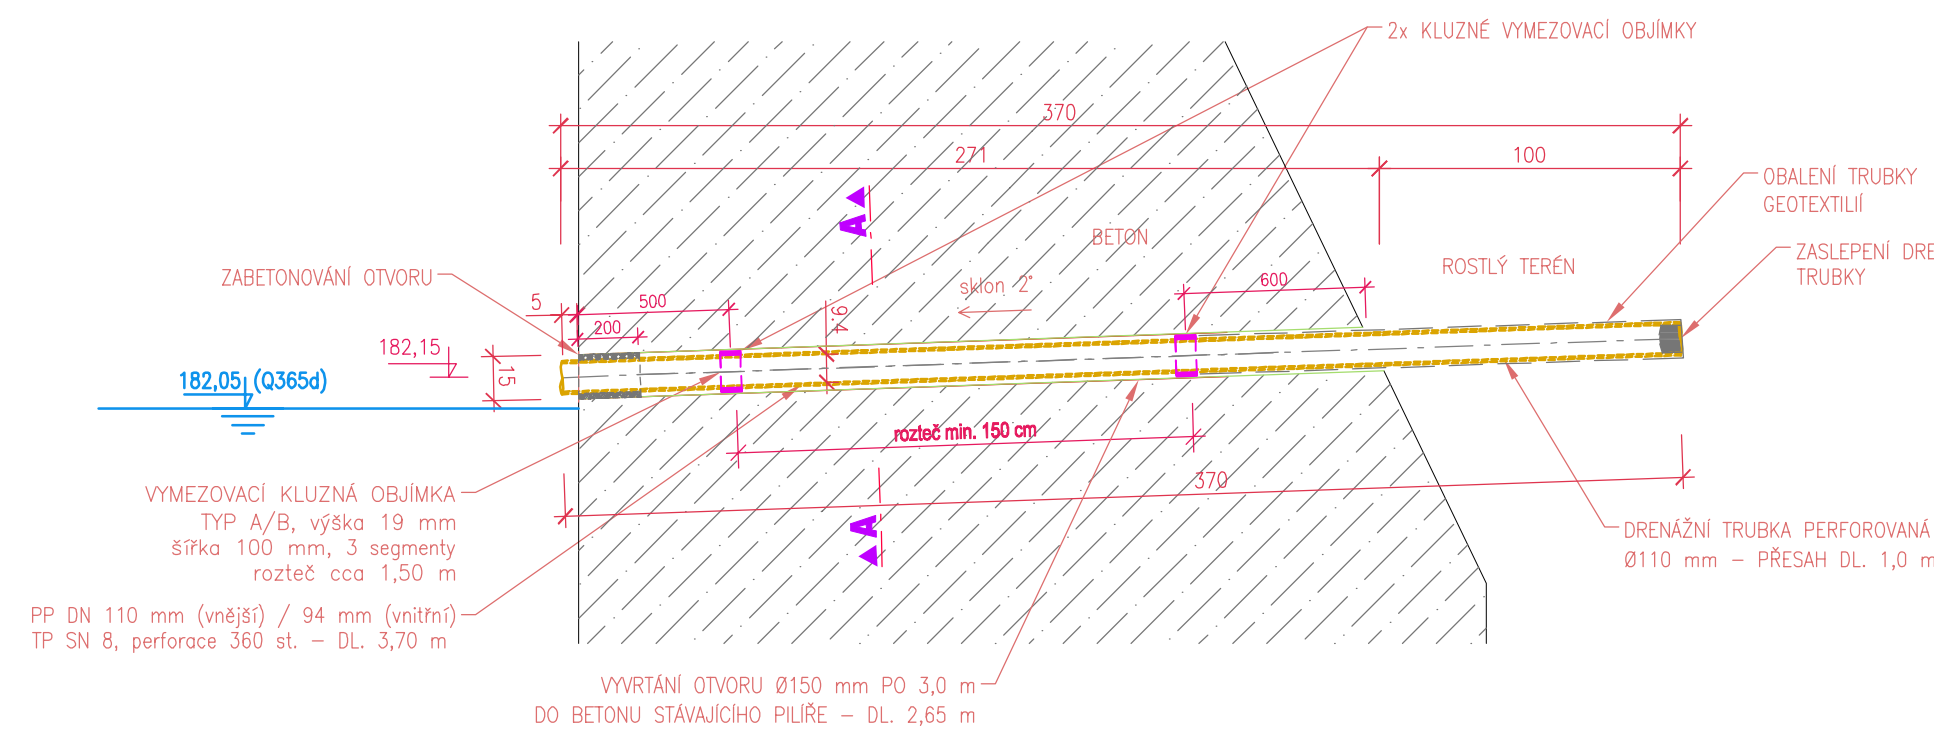 2x KLUZNÉ VYMEZOVACÍ OBJÍMKY
370
271
100
OBALENÍ TRUBKY
GEOTEXTILIÍ
A
BETON
ZASLEPENÍ DRE
TRUBKY
ROSTLÝ TERÉN
ZABETONOVÁNÍ OTVORU
sklon 2°
600
5
500
200
9.4
182,15
15
182,05 (Q365d)
rozteč min. 150 cm
370
VYMEZOVACÍ KLUZNÁ OBJÍMKA
TYP A/B, výška 19 mm
šířka 100 mm, 3 segmenty
rozteč cca 1,50 m
A
DRENÁŽNÍ TRUBKA PERFOROVANÁ
Ø110 mm – PŘESAH DL. 1,0 m
PP DN 110 mm (vnější) / 94 mm (vnitřní)
TP SN 8, perforace 360 st. – DL. 3,70 m
VYVRTÁNÍ OTVORU Ø150 mm PO 3,0 m
DO BETONU STÁVAJÍCÍHO PILÍŘE – DL. 2,65 m